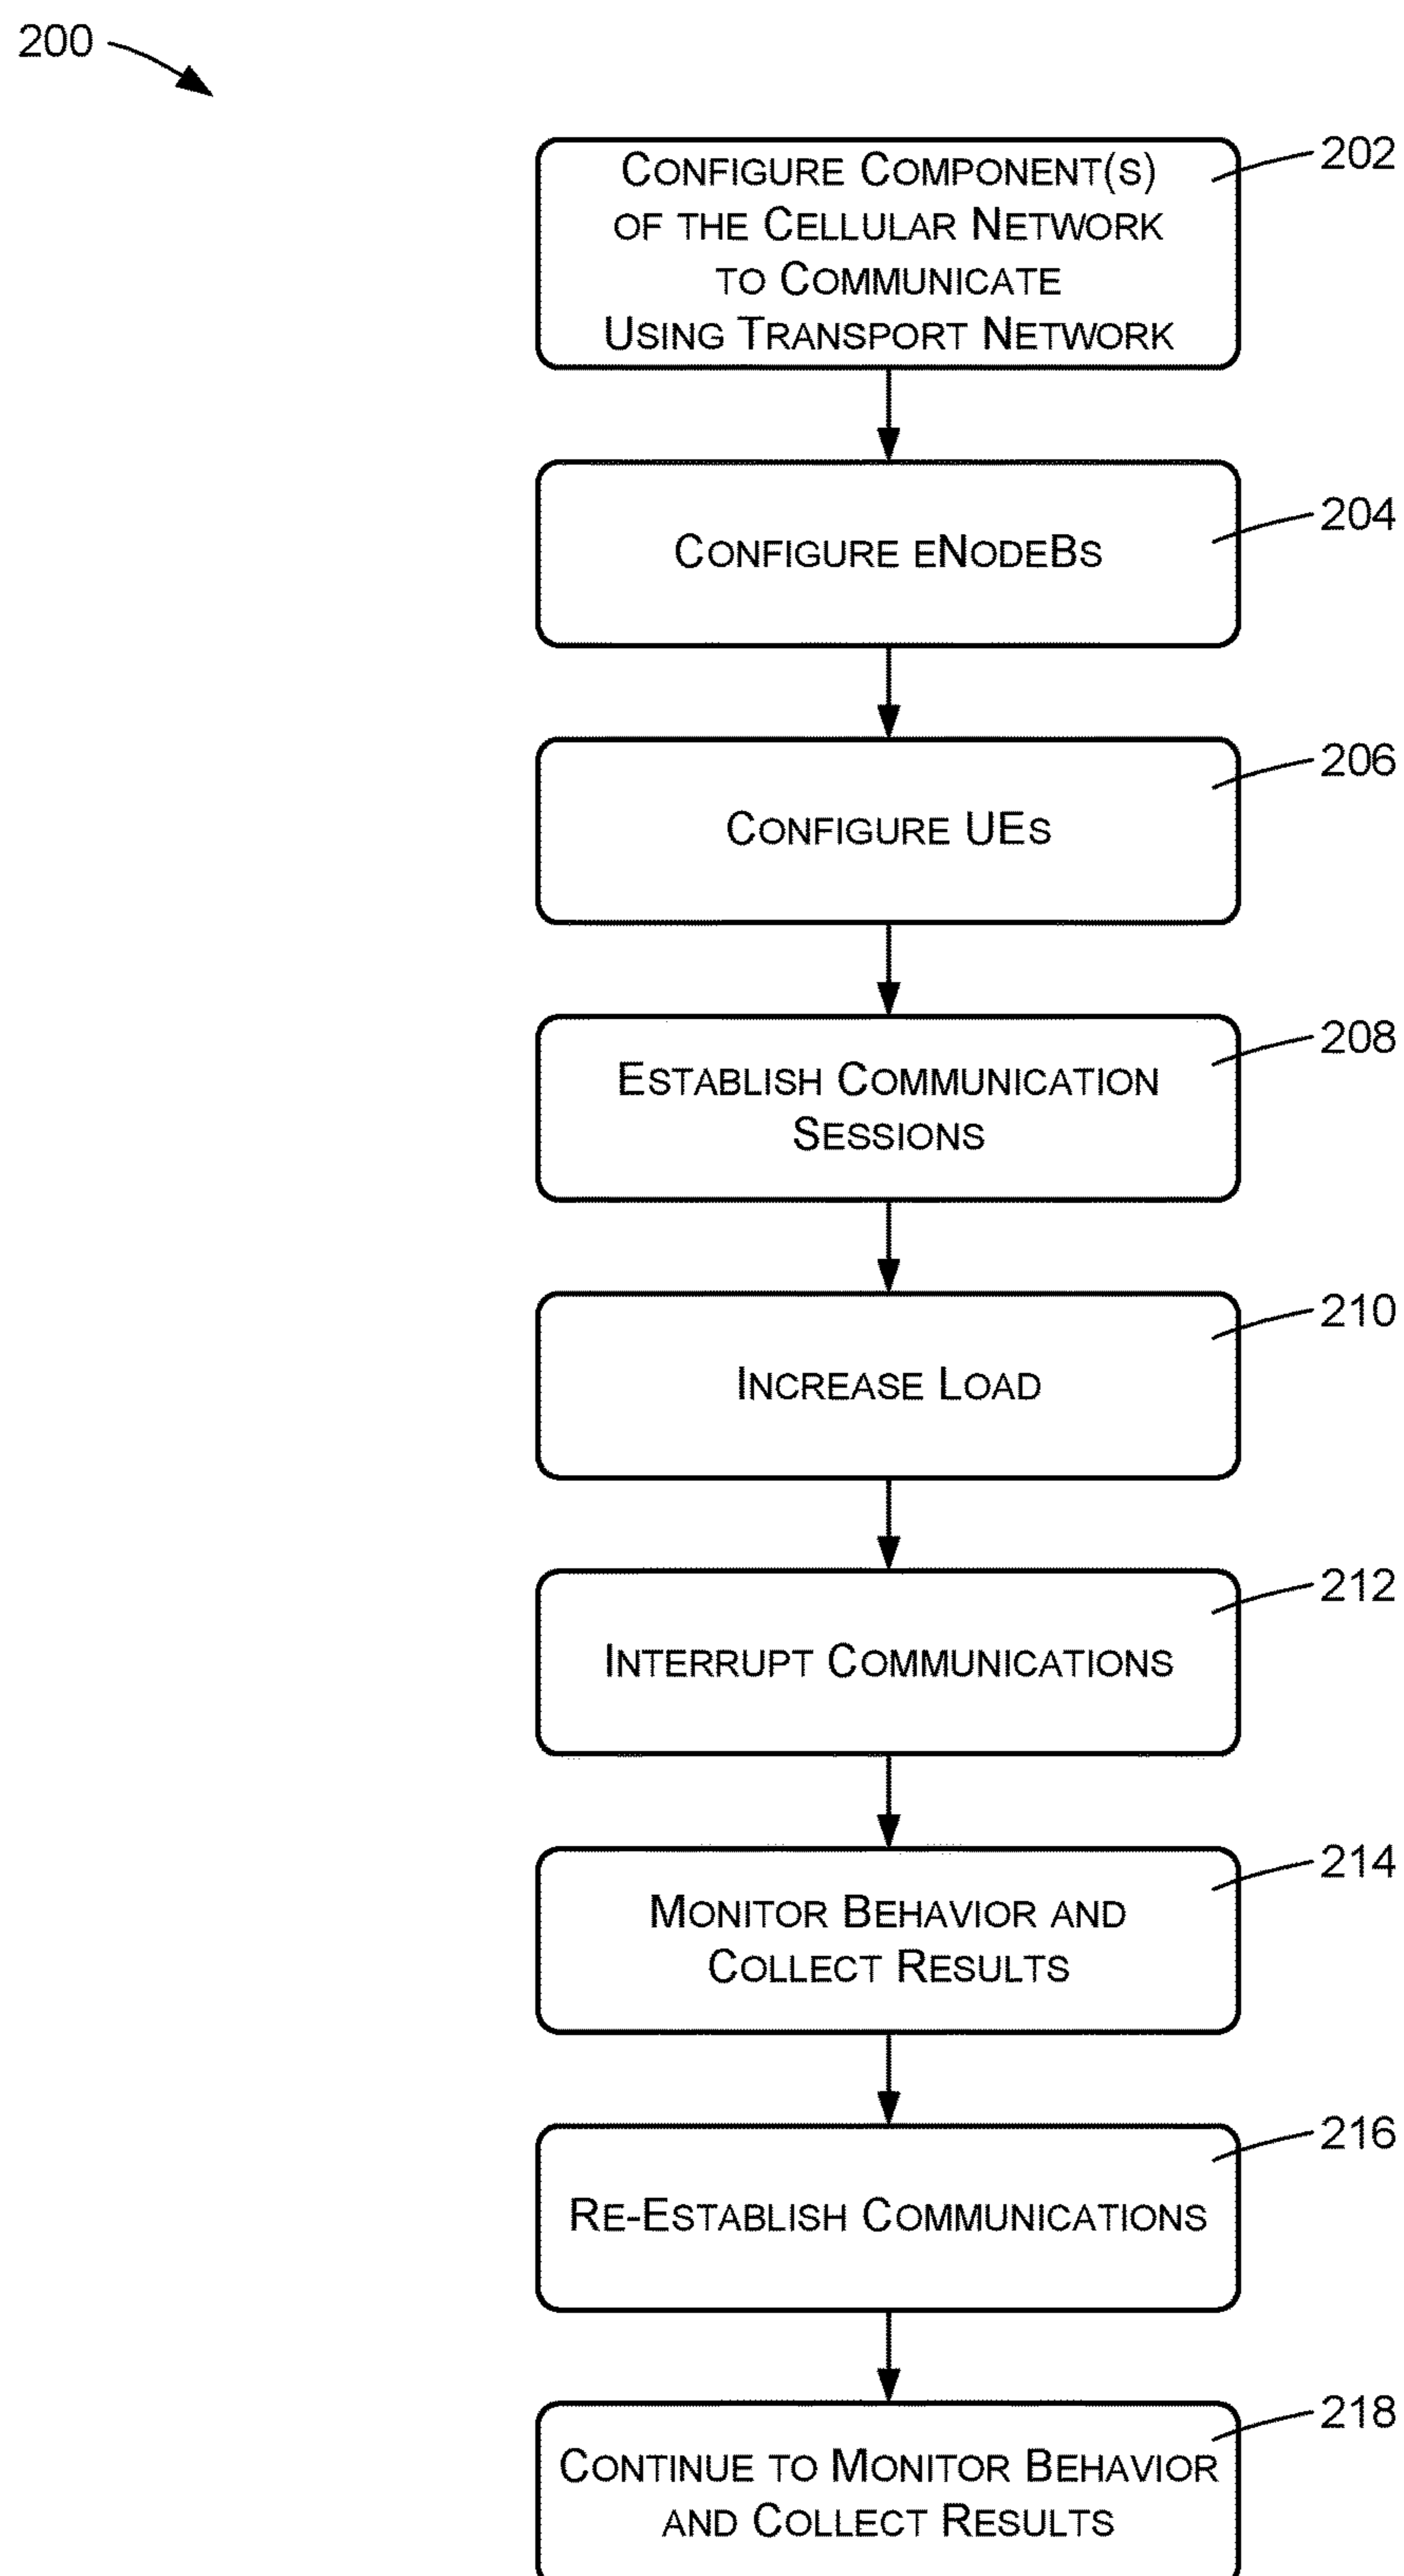 200
202
CONFIGURE COMPONENT(S)
OF THE CELLULAR NETWORK
TO COMMUNICATE
USING TRANSPORT NETWORK
204
CONFIGURE ENODEBS
206
CONFIGURE UES
208
ESTABLISH COMMUNICATION
SESSIONS
210
INCREASE LOAD
212
INTERRUPT COMMUNICATIONS
214
MONITOR BEHAVIOR AND
COLLECT RESULTS
216
RE-ESTABLISH COMMUNICATIONS
218
CONTINUE TO MONITOR BEHAVIOR
AND COLLECT RESULTS